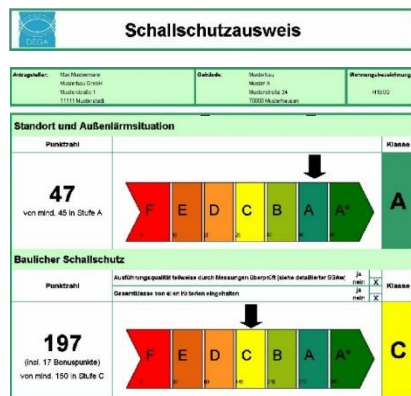 DEGA
Schallschutzausweis
Antragsteller:
Max Mustermann
Musterbau GmbH
Musterstraße 1
11111 Musterstadt
Gebäude:
Musterbau
Muster A
Musterstraße 24
70000 Musterhausen
Wohnungsbezeichnung
Standort und Außenlärmsituation
Punktzahl
Klasse
47
von mind. 45 in Stufe A
F E D C B A A*
A
Baulicher Schallschutz
Punktzahl
Ausführungsqualität teilweise durch Messungen überprüft (siehe detaillierter SSAw)
ja
nein X
Gesamtklasse von allen Kriterien eingehalten
ja
nein X
Klasse
197
(incl. 17 Bonuspunkte)
von mind. 150 in Stufe C
F E D C B A A*
C